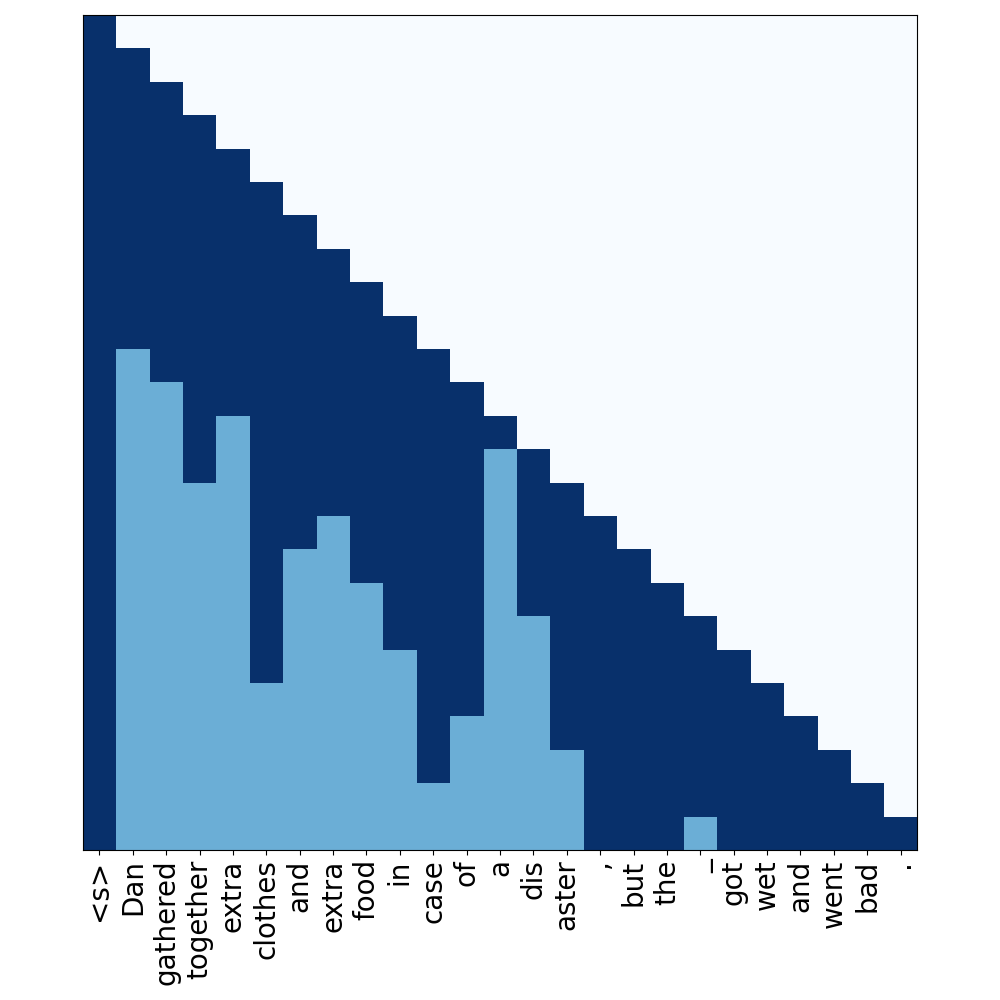 <s>
Dan
gathered
together
extra
clothes
and
extra
food
in
case
of
a
dis
aster
,
but
the
_
got
wet
and
went
bad
.